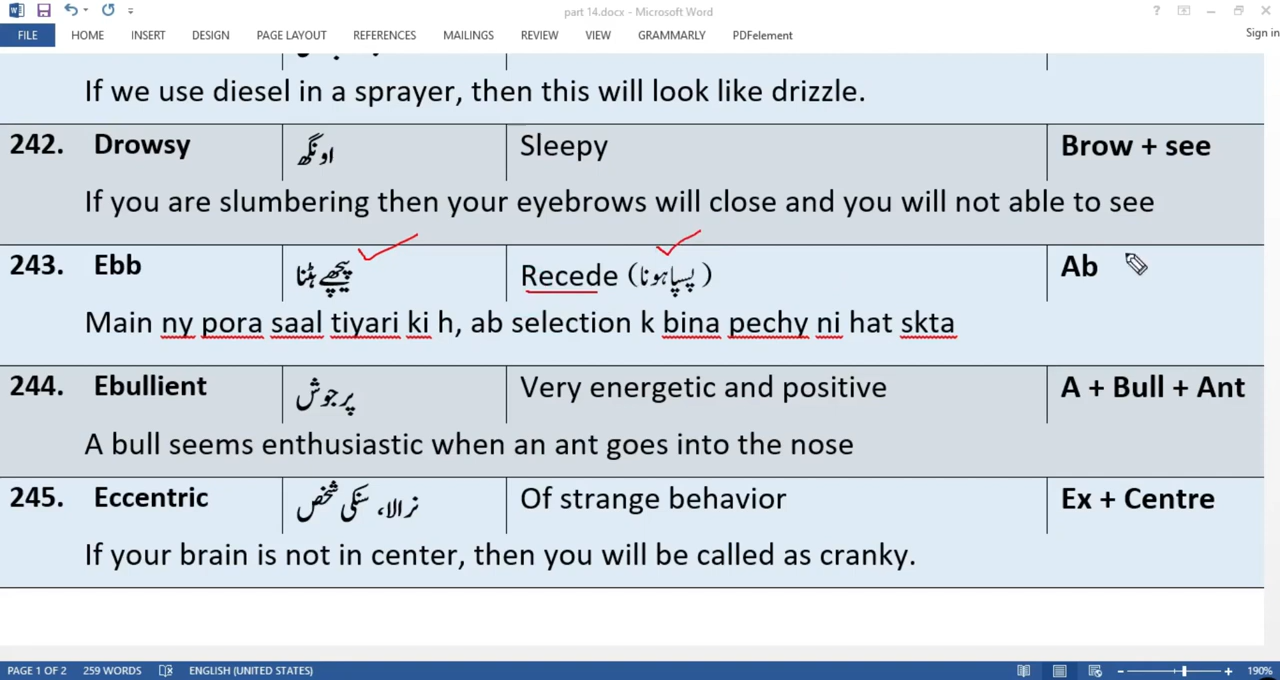 part 14.docx - Microsoft Word
?
FILE HOME INSERT DESIGN PAGE LAYOUT REFERENCES MAILINGS REVIEW VIEW GRAMMARLY PDFelement Sign in
If we use diesel in a sprayer, then this will look like drizzle.
242. Drowsy اونگھ Sleepy Brow + see
If you are slumbering then your eyebrows will close and you will not able to see
243. Ebb پیچھے ہٹنا Recede (پسپا ہونا) Ab
Main ny pora saal tiyari ki h, ab selection k bina pechy ni hat skta
244. Ebullient پرجوش Very energetic and positive A + Bull + Ant
A bull seems enthusiastic when an ant goes into the nose
245. Eccentric نرالا، سنکی شخص Of strange behavior Ex + Centre
If your brain is not in center, then you will be called as cranky.
PAGE 1 OF 2 259 WORDS ENGLISH (UNITED STATES) 190%